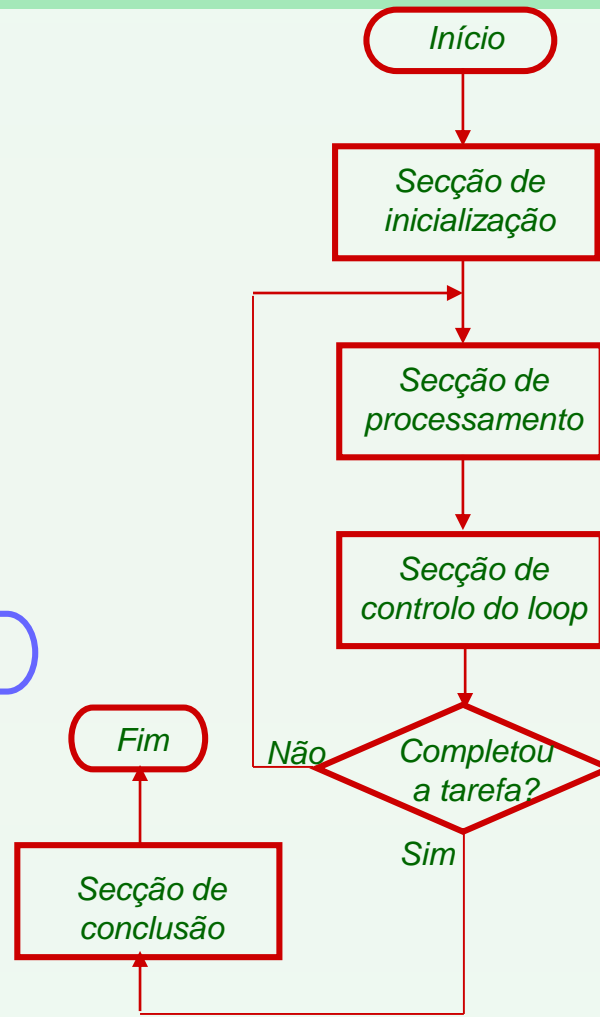 Início
Secção de
inicialização
Secção de
processamento
Secção de
controlo do loop
Completou
a tarefa?
Não
Sim
Secção de
conclusão
Fim